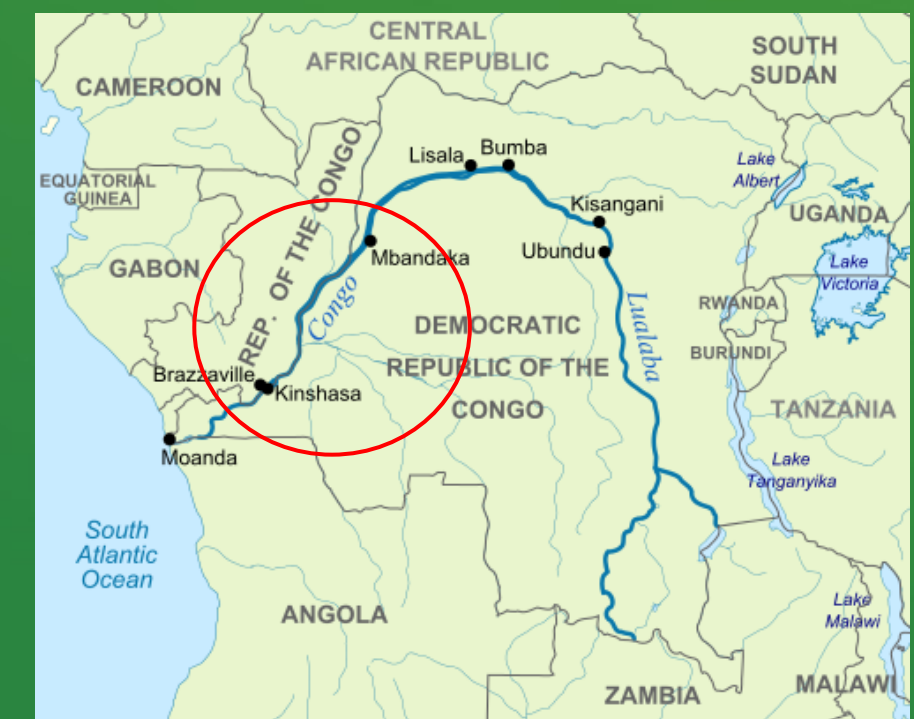 CENTRAL
AFRICAN REPUBLIC
SOUTH
SUDAN
CAMEROON
EQUATORIAL
GUINEA
GABON
REP. OF THE CONGO
Lisala
Bumba
Kisangani
Ubundu
Mbandaka
Congo
Lualaba
Lake
Albert
UGANDA
Lake
Victoria
RWANDA
BURUNDI
DEMOCRATIC
REPUBLIC OF THE
CONGO
Brazzaville
Kinshasa
Moanda
TANZANIA
Lake
Tanganyika
South
Atlantic
Ocean
ANGOLA
Lake
Malawi
ZAMBIA
MALAWI